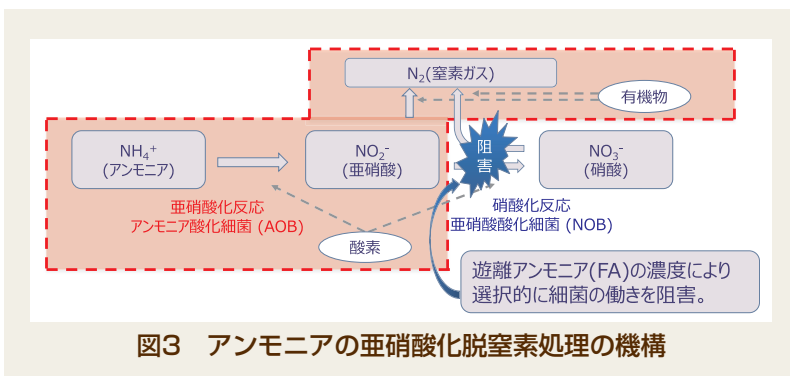 N₂(窒素ガス)
有機物
NH₄⁺
(アンモニア)
NO₂⁻
(亜硝酸)
阻
害
NO₃⁻
(硝酸)
亜硝酸化反応
アンモニア酸化細菌 (AOB)
硝酸化反応
亜硝酸酸化細菌 (NOB)
酸素
遊離アンモニア(FA)の濃度により
選択的に細菌の働きを阻害。
図3 アンモニアの亜硝酸化脱窒素処理の機構